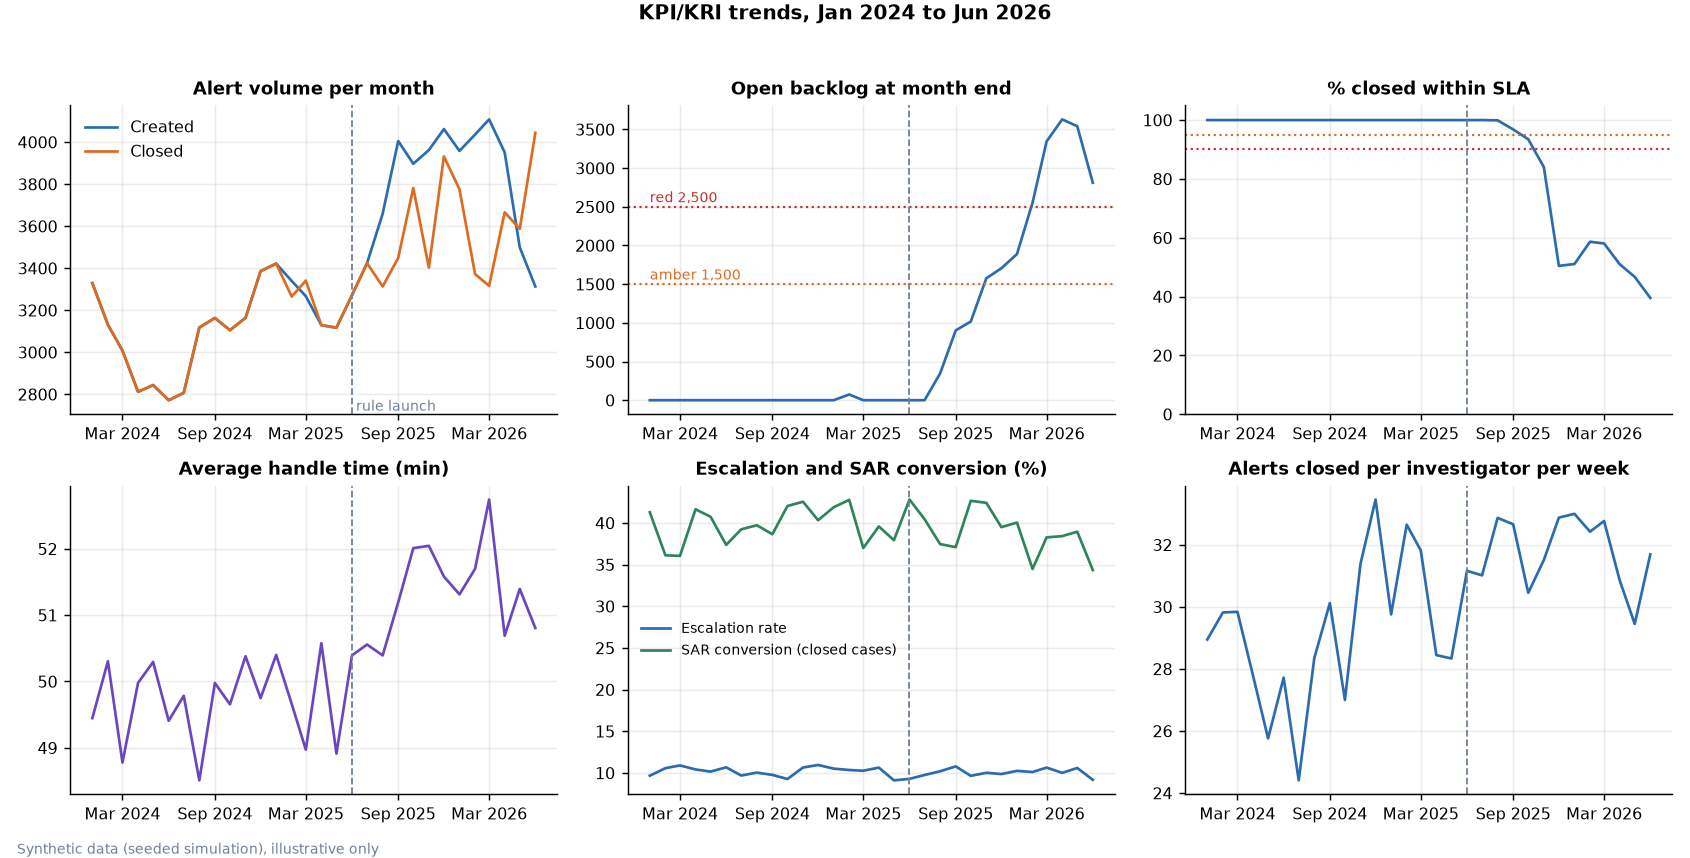 KPI/KRI trends, Jan 2024 to Jun 2026
Alert volume per month
Created
Closed
4000
3800
3600
3400
3200
3000
2800
rule launch
Mar 2024 Sep 2024 Mar 2025 Sep 2025 Mar 2026
Open backlog at month end
3500
3000
2500
2000
1500
1000
500
0
red 2,500
amber 1,500
Mar 2024 Sep 2024 Mar 2025 Sep 2025 Mar 2026
% closed within SLA
100
80
60
40
20
0
Mar 2024 Sep 2024 Mar 2025 Sep 2025 Mar 2026
Average handle time (min)
52
51
50
49
Mar 2024 Sep 2024 Mar 2025 Sep 2025 Mar 2026
Escalation and SAR conversion (%)
40
35
30
25
20
15
10
Escalation rate
SAR conversion (closed cases)
Mar 2024 Sep 2024 Mar 2025 Sep 2025 Mar 2026
Alerts closed per investigator per week
32
30
28
26
24
Mar 2024 Sep 2024 Mar 2025 Sep 2025 Mar 2026
Synthetic data (seeded simulation), illustrative only